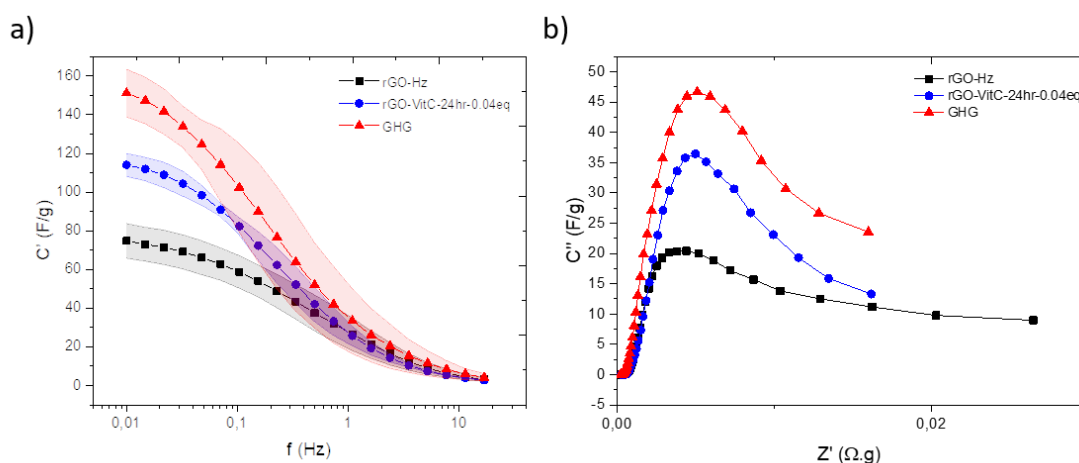 a)
160
140
120
100
80
60
40
20
0
C' (F/g)
0,01
0,1
1
10
f (Hz)
rGO-Hz
rGO-VitC-24hr-0.04eq
GHG
b)
50
45
40
35
30
25
20
15
10
5
0
-5
C'' (F/g)
0,00
0,02
Z' (Ω.g)
rGO-Hz
rGO-VitC-24hr-0.04eq
GHG